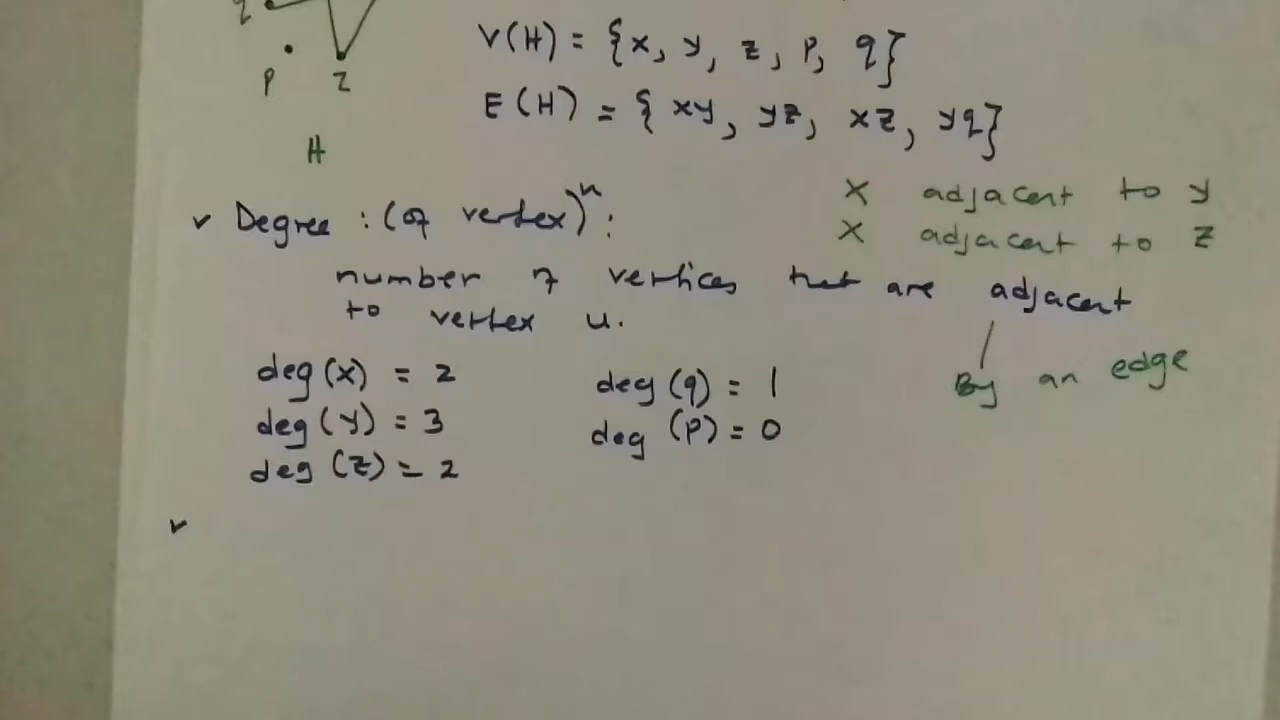 q
V(H) = {x, y, z, p, q}
P Z
E(H) = { xy, yz, xz, yq}
H
x adjacent to y
✓ Degree : (of vertex)^u :
x adjacent to z
number of vertices that are adjacent
to vertex u.
By an edge
deg(x) = 2 deg(q) = 1
deg(y) = 3 deg(p) = 0
deg(z) = 2